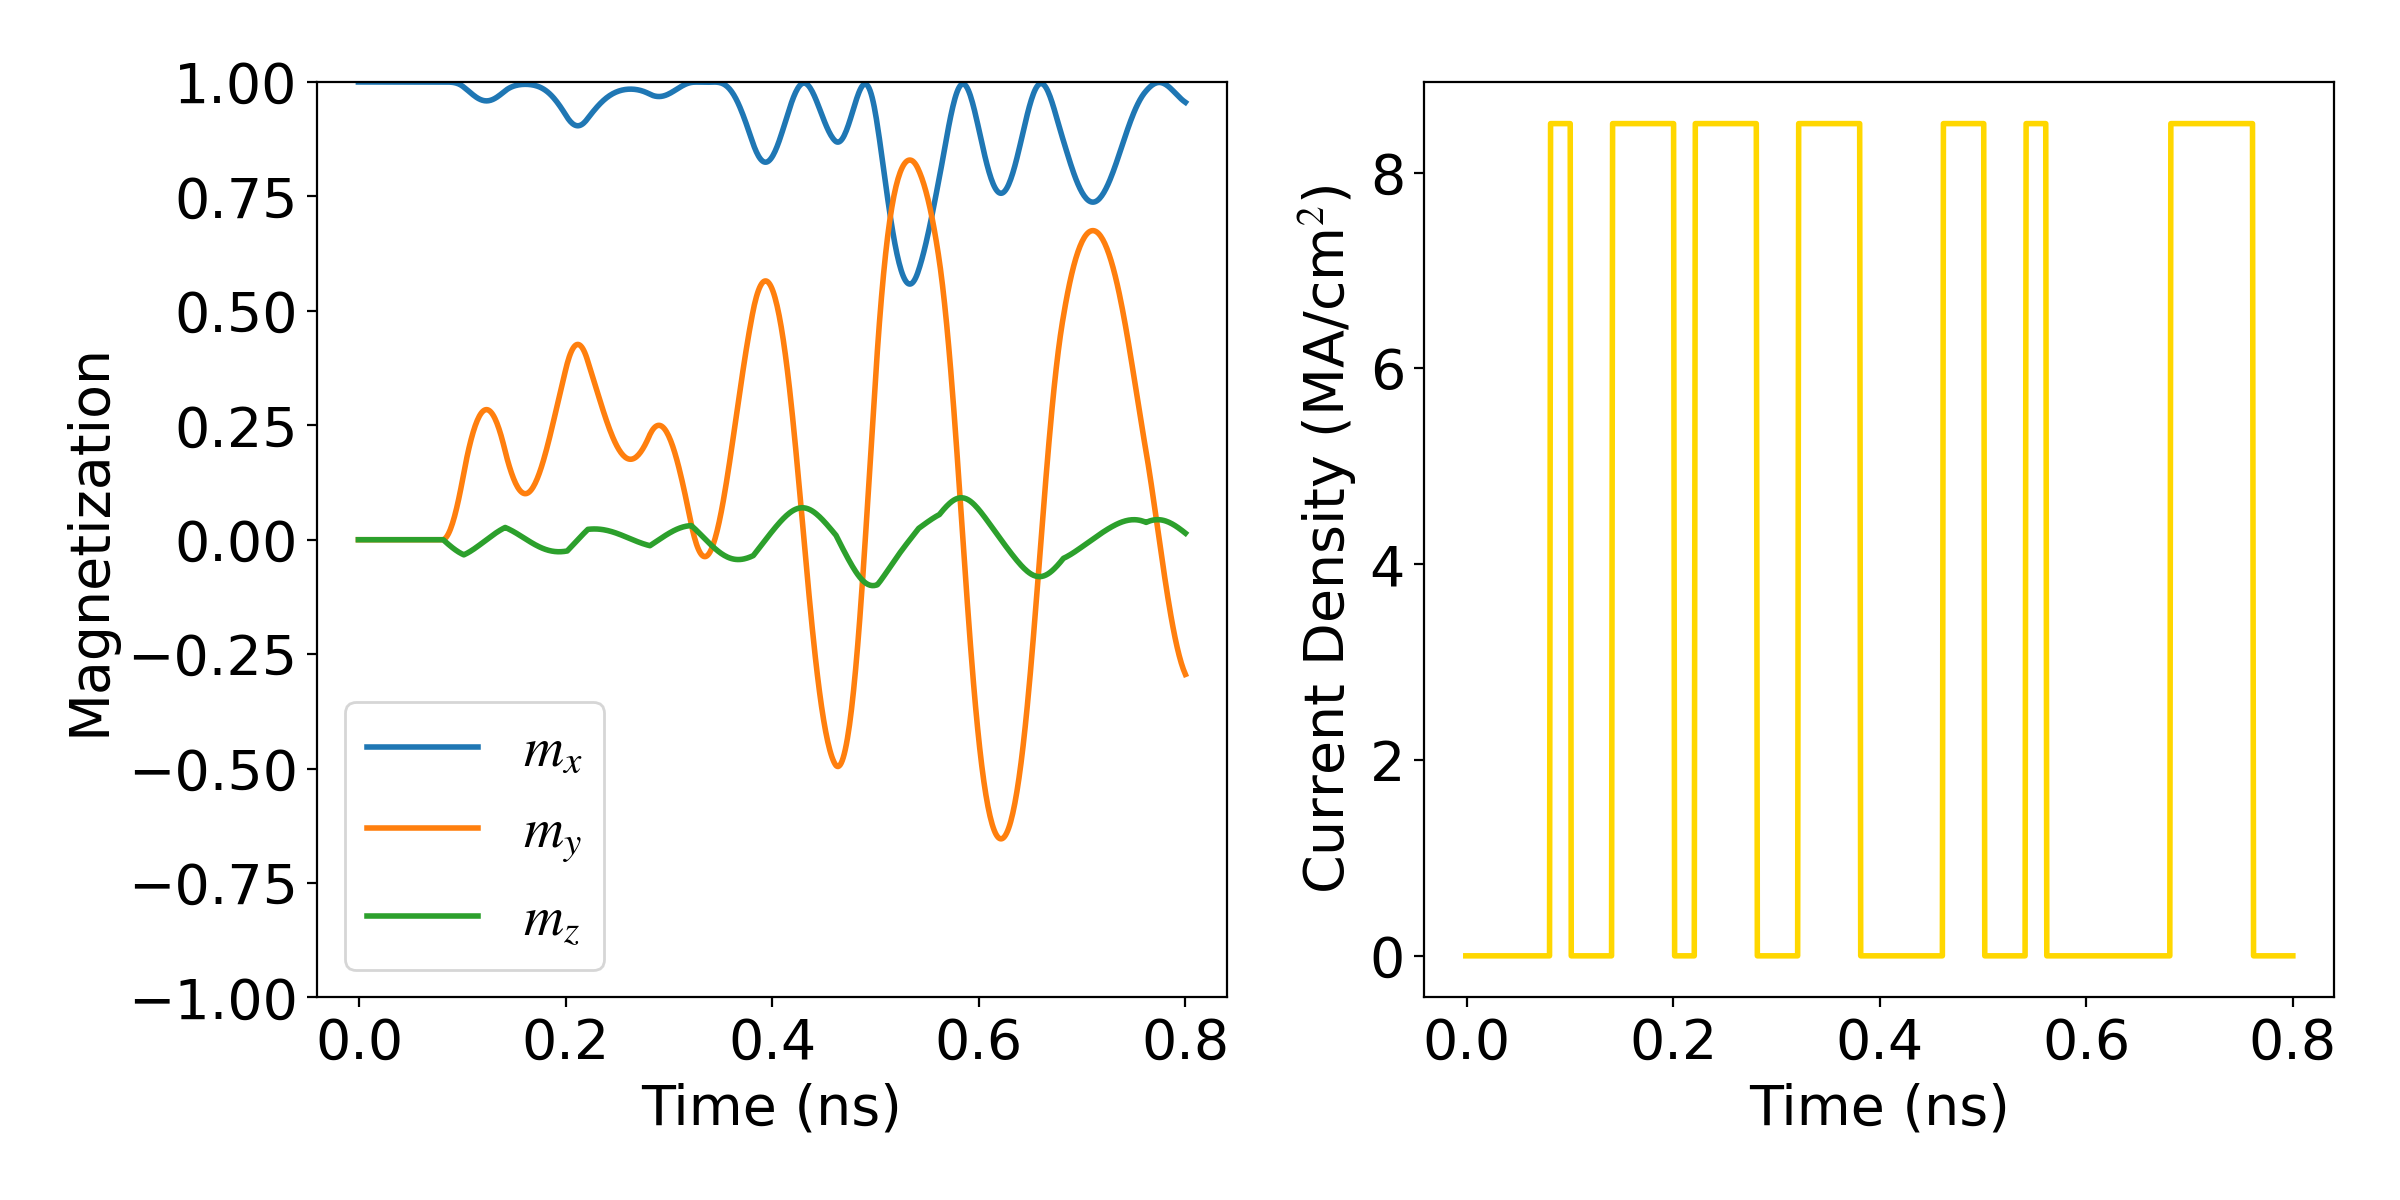 Magnetization
1.00
0.75
0.50
0.25
0.00
−0.25
−0.50
−0.75
−1.00
m_x
m_y
m_z
0.0 0.2 0.4 0.6 0.8
Time (ns)
Current Density (MA/cm²)
8
6
4
2
0
0.0 0.2 0.4 0.6 0.8
Time (ns)